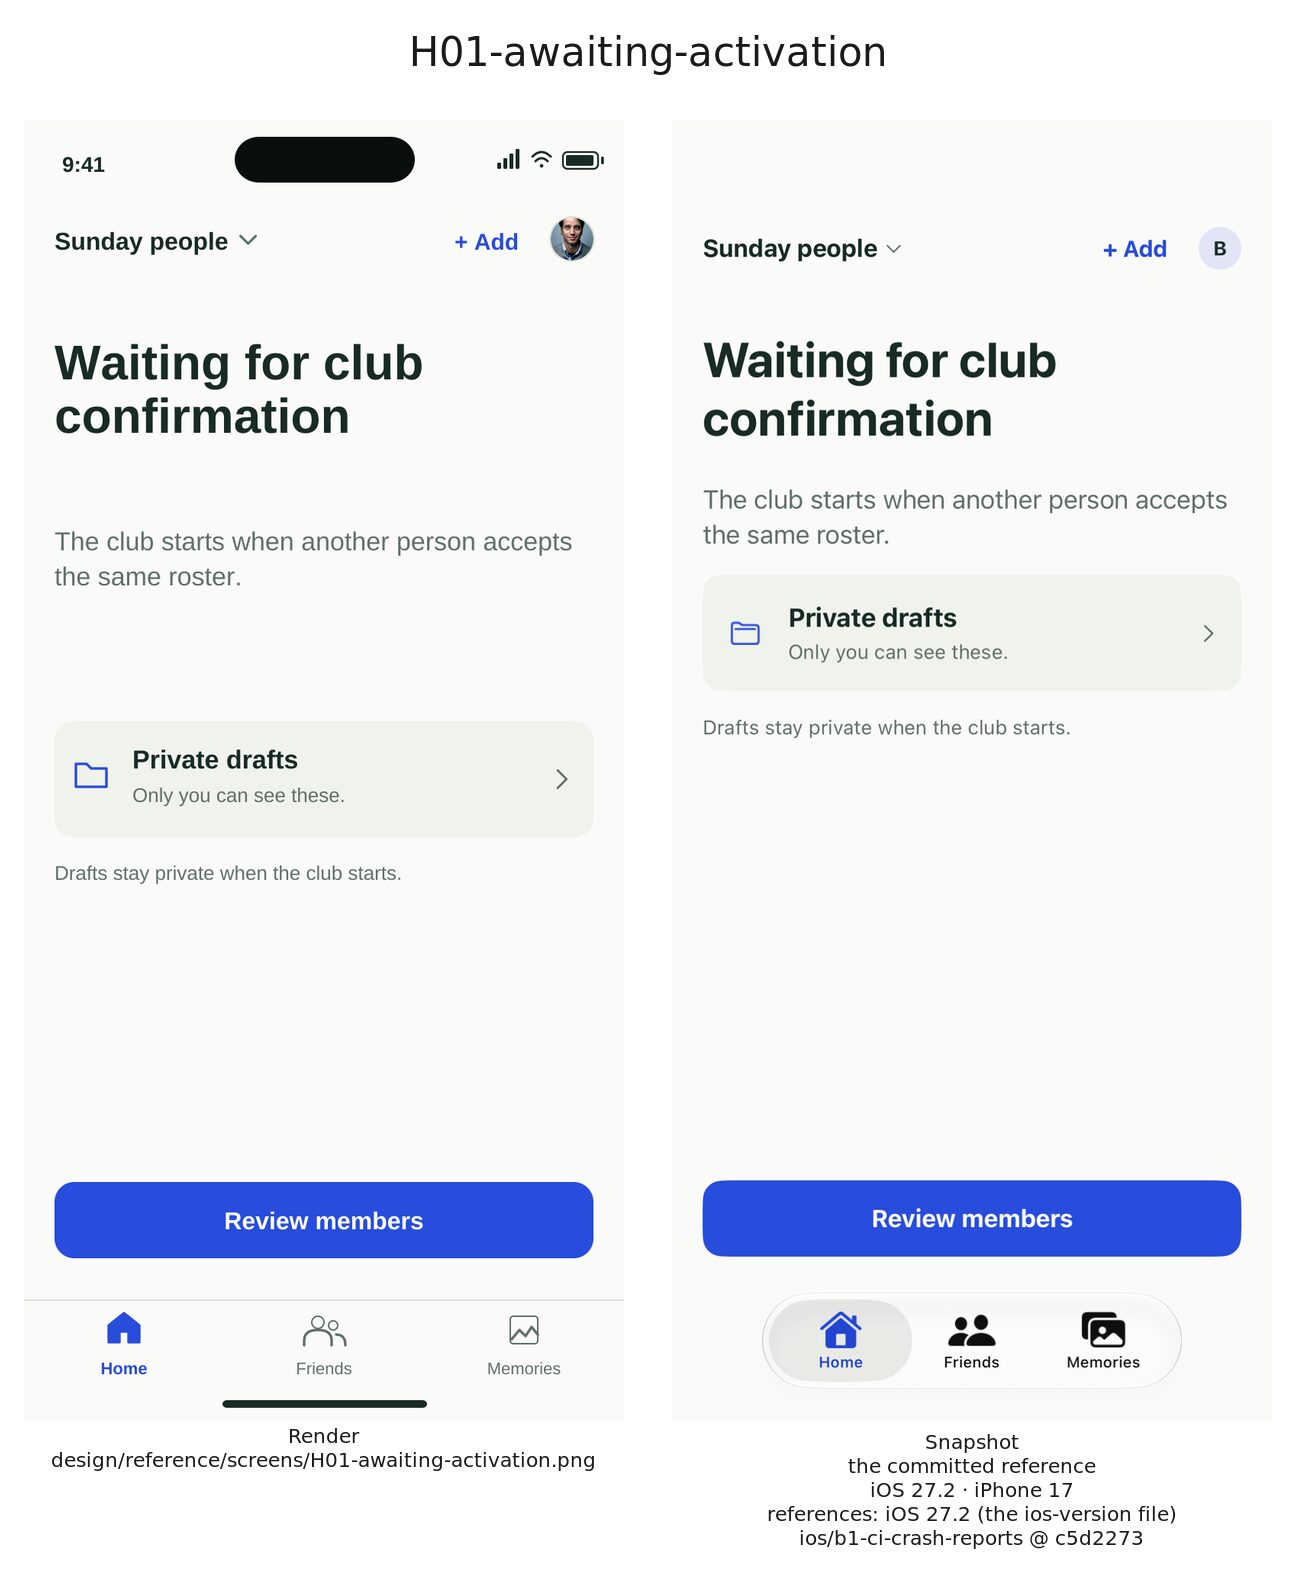 H01-awaiting-activation
9:41
Sunday people
+ Add
Waiting for club
confirmation
The club starts when another person accepts
the same roster.
Private drafts
Only you can see these.
Drafts stay private when the club starts.
Review members
Home
Friends
Memories
Render
design/reference/screens/H01-awaiting-activation.png
Sunday people
+ Add
B
Waiting for club
confirmation
The club starts when another person accepts
the same roster.
Private drafts
Only you can see these.
Drafts stay private when the club starts.
Review members
Home
Friends
Memories
Snapshot
the committed reference
iOS 27.2 · iPhone 17
references: iOS 27.2 (the ios-version file)
ios/b1-ci-crash-reports @ c5d2273